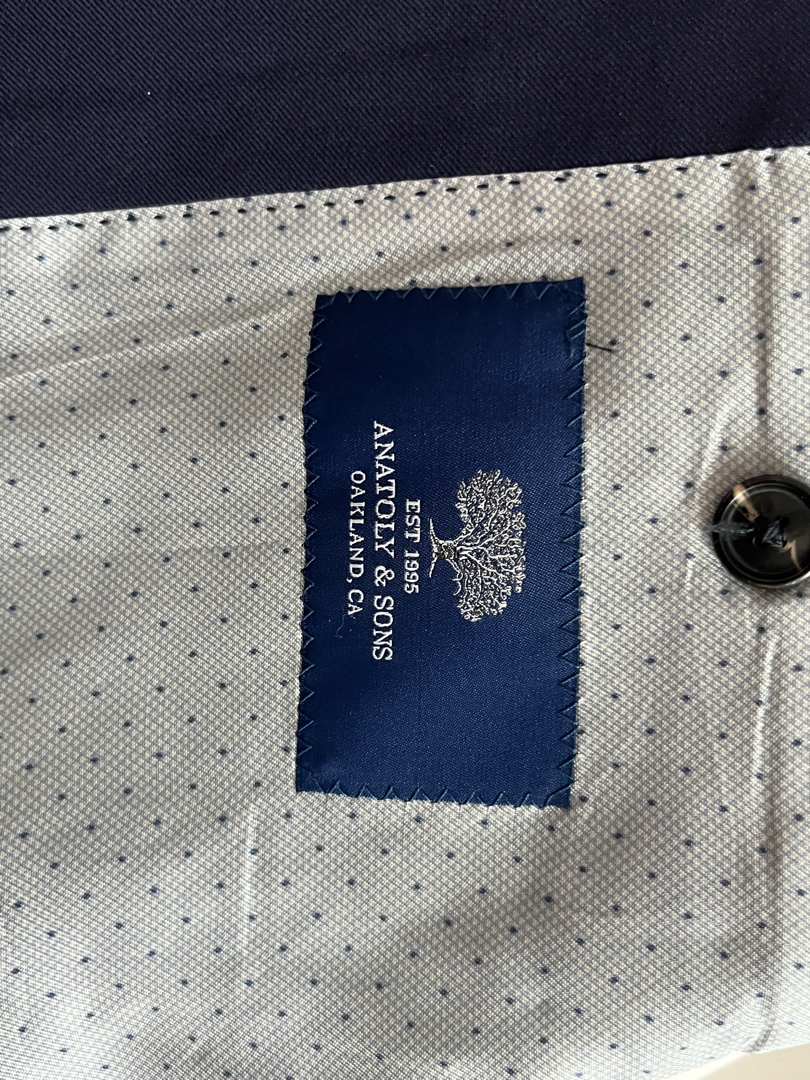 EST 1995
ANATOLY & SONS
OAKLAND, CA